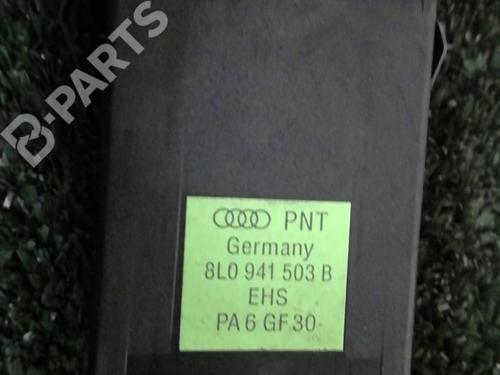 B-PARTS
PNT
Germany
8L0 941 503 B
EHS
PA 6 GF 30